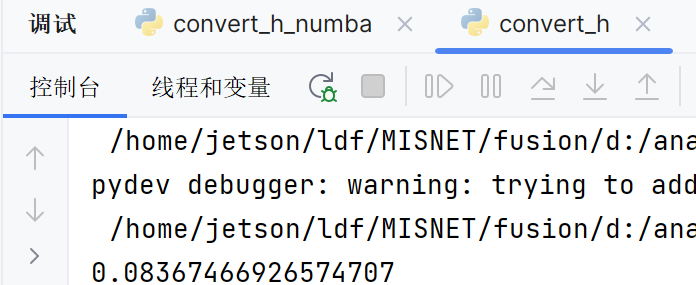 调试 convert_h_numba convert_h
控制台 线程和变量
/home/jetson/ldf/MISNET/fusion/d:/ana
pydev debugger: warning: trying to add
/home/jetson/ldf/MISNET/fusion/d:/ana
0.08367466926574707